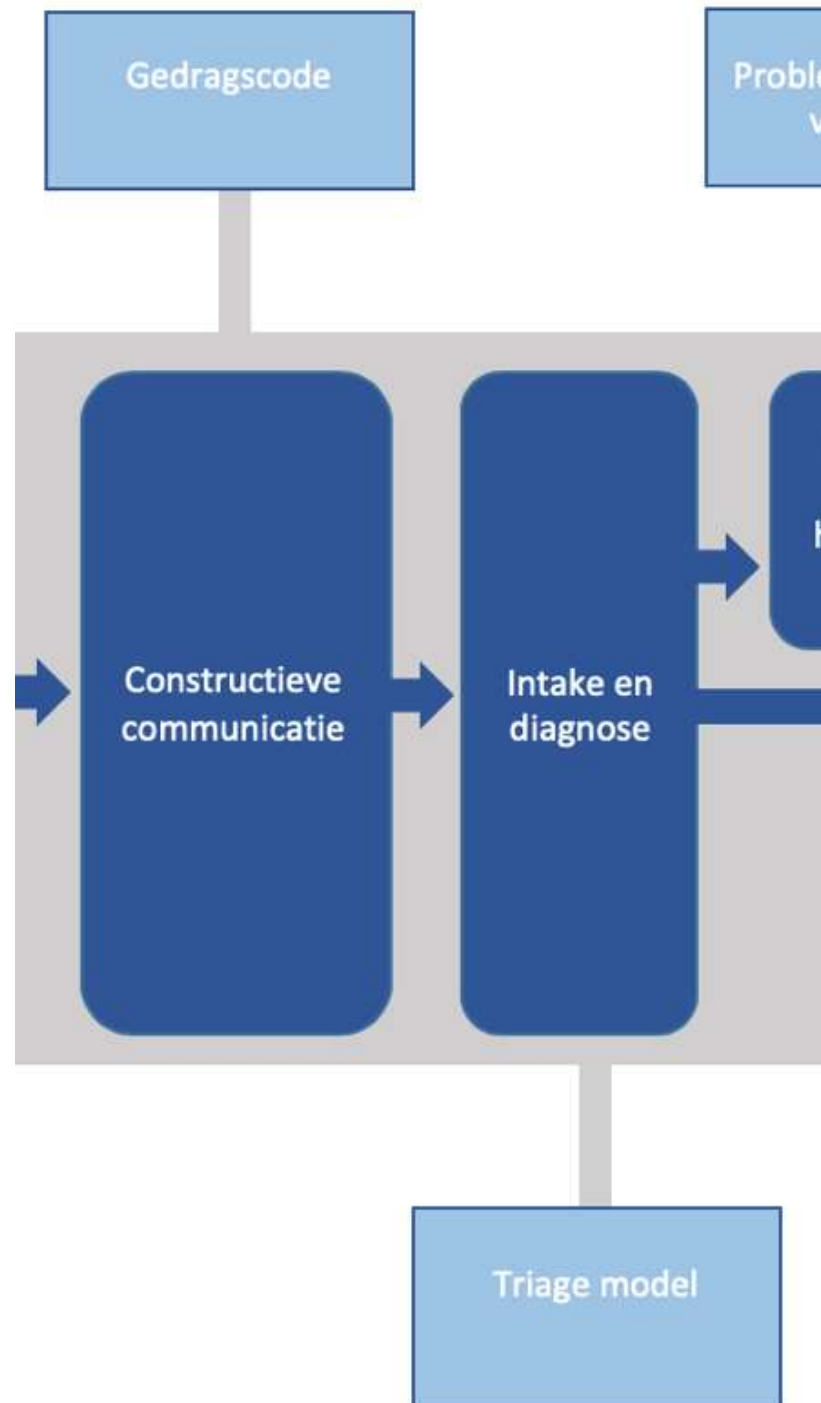 Gedragscode
Constructieve
communicatie
Intake en
diagnose
Triage model